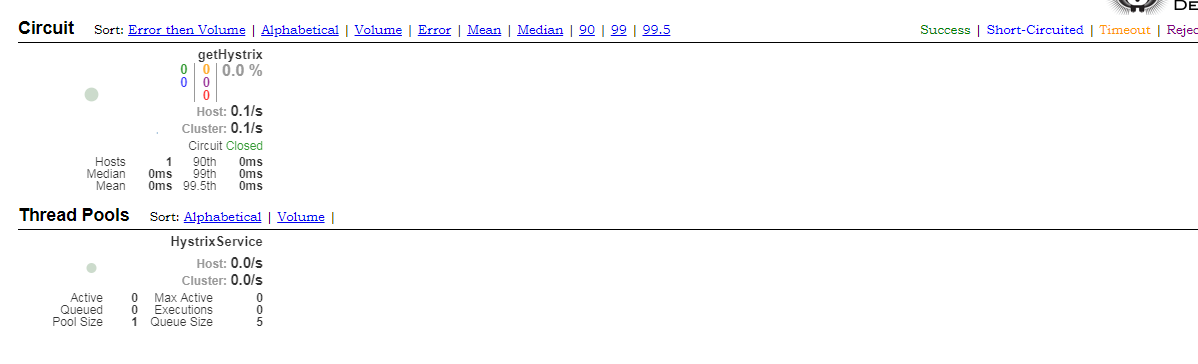 DE
Circuit Sort: Error then Volume | Alphabetical | Volume | Error | Mean | Median | 90 | 99 | 99.5 Success | Short-Circuited | Timeout | Rejec
getHystrix
0 0 0.0 %
0 0
0
Host: 0.1/s
Cluster: 0.1/s
Circuit Closed
Hosts 1 90th 0ms
Median 0ms 99th 0ms
Mean 0ms 99.5th 0ms
Thread Pools Sort: Alphabetical | Volume |
HystrixService
Host: 0.0/s
Cluster: 0.0/s
Active 0 Max Active 0
Queued 0 Executions 0
Pool Size 1 Queue Size 5